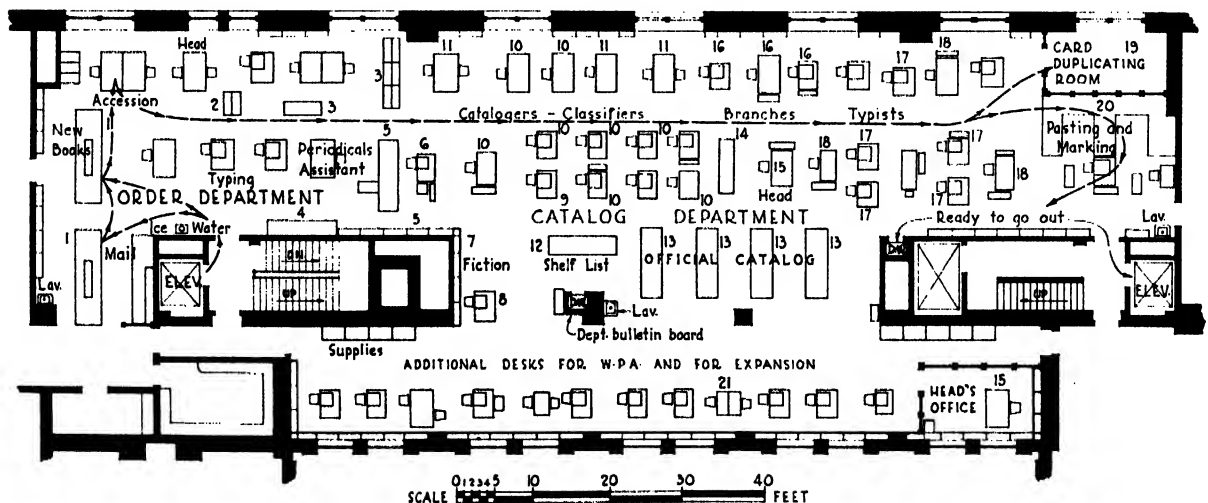 Head 11 10 10 11 11 16 16 16 17 18 19
CARD
DUPLICATING
ROOM
3
Accession 2 3 Catalogers - Classifiers Branches Typists 20
New
Books
11
5 6 10 10 10 10 14 17 17 Pasting and
Marking
Periodicals
Assistant
Typing
15 18 18
Head
ORDER DEPARTMENT 9 10 10 17 17
4 5 CATALOG DEPARTMENT Ready to go out
Ice Water Lav.
1 Mail 7 12 13 13 13 13
DN. Fiction Shelf List OFFICIAL CATALOG
Lav. ELEV. UP 8 UP ELEV.
Lav.
Dept. bulletin board
Supplies
ADDITIONAL DESKS FOR W.P.A. AND FOR EXPANSION
21 HEAD'S
OFFICE
15
SCALE 0 1 2 3 4 5 10 20 30 40 FEET